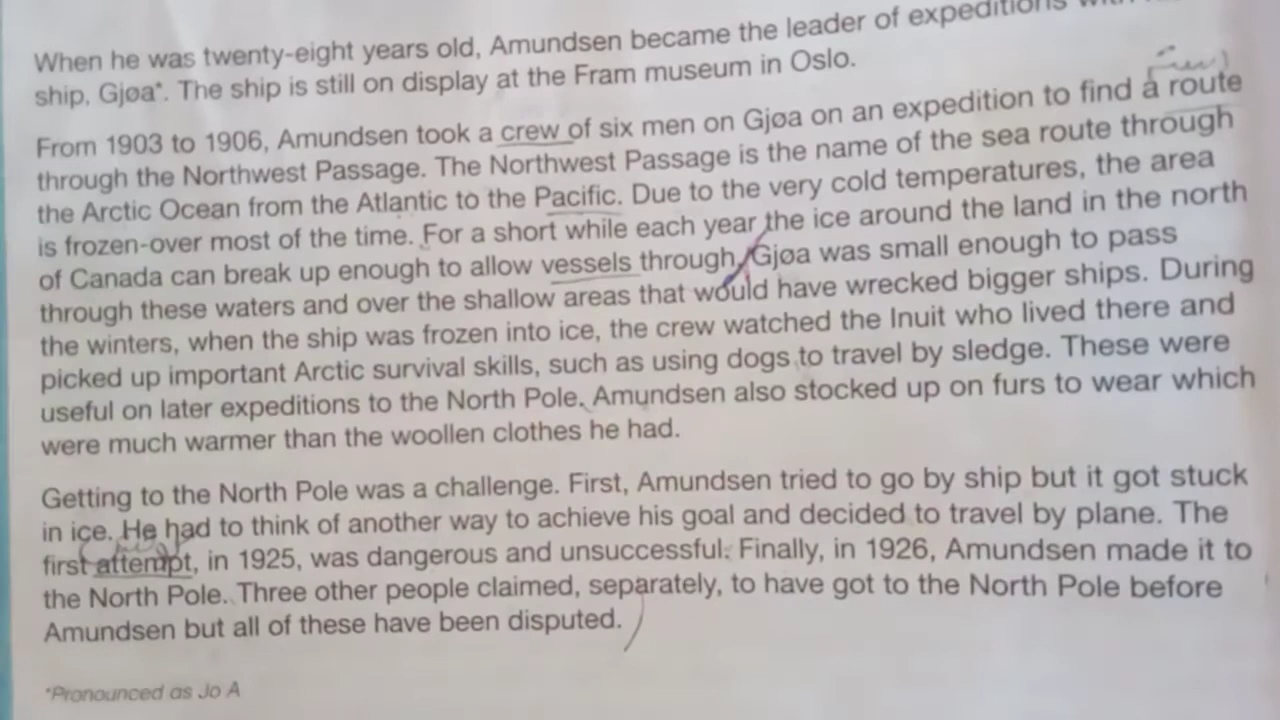 When he was twenty-eight years old, Amundsen became the leader of expeditions
ship, Gjøa*. The ship is still on display at the Fram museum in Oslo.
From 1903 to 1906, Amundsen took a crew of six men on Gjøa on an expedition to find a route
through the Northwest Passage. The Northwest Passage is the name of the sea route through
the Arctic Ocean from the Atlantic to the Pacific. Due to the very cold temperatures, the area
is frozen-over most of the time. For a short while each year the ice around the land in the north
of Canada can break up enough to allow vessels through. Gjøa was small enough to pass
through these waters and over the shallow areas that would have wrecked bigger ships. During
the winters, when the ship was frozen into ice, the crew watched the Inuit who lived there and
picked up important Arctic survival skills, such as using dogs to travel by sledge. These were
useful on later expeditions to the North Pole. Amundsen also stocked up on furs to wear which
were much warmer than the woollen clothes he had.
Getting to the North Pole was a challenge. First, Amundsen tried to go by ship but it got stuck
in ice. He had to think of another way to achieve his goal and decided to travel by plane. The
first attempt, in 1925, was dangerous and unsuccessful. Finally, in 1926, Amundsen made it to
the North Pole. Three other people claimed, separately, to have got to the North Pole before
Amundsen but all of these have been disputed.
*Pronounced as Jo A